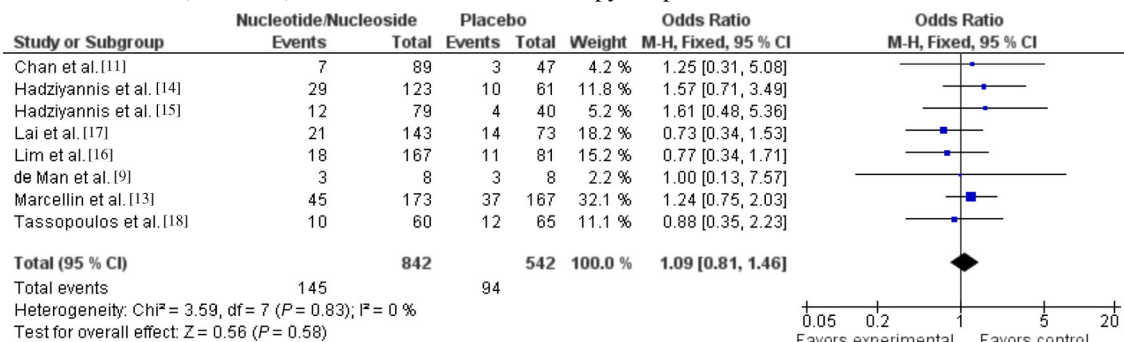 Nucleotide/Nucleoside Placebo Odds Ratio Odds Ratio
Study or Subgroup Events Total Events Total Weight M-H, Fixed, 95 % CI M-H, Fixed, 95 % CI
Chan et al.[11] 7 89 3 47 4.2 % 1.25 [0.31, 5.08]
Hadziyannis et al. [14] 29 123 10 61 11.8 % 1.57 [0.71, 3.49]
Hadziyannis et al. [15] 12 79 4 40 5.2 % 1.61 [0.48, 5.36]
Lai et al.[17] 21 143 14 73 18.2 % 0.73 [0.34, 1.53]
Lim et al.[16] 18 167 11 81 15.2 % 0.77 [0.34, 1.71]
de Man et al.[9] 3 8 3 8 2.2 % 1.00 [0.13, 7.57]
Marcellin et al.[13] 45 173 37 167 32.1 % 1.24 [0.75, 2.03]
Tassopoulos et al.[18] 10 60 12 65 11.1 % 0.88 [0.35, 2.23]
Total (95 % CI) 842 542 100.0 % 1.09 [0.81, 1.46]
Total events 145 94
Heterogeneity: Chi² = 3.59, df = 7 (P = 0.83); I² = 0 %
Test for overall effect: Z = 0.56 (P = 0.58)
0.05 0.2 1 5 20
Favors experimental Favors control